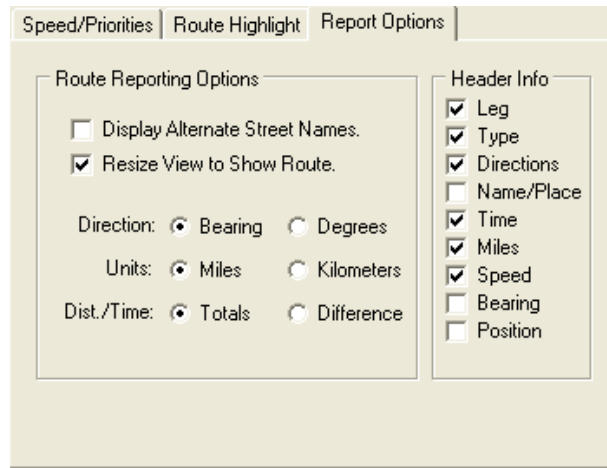 Speed/Priorities Route Highlight Report Options
Route Reporting Options
Display Alternate Street Names.
Resize View to Show Route.
Direction: Bearing Degrees
Units: Miles Kilometers
Dist./Time: Totals Difference
Header Info
Leg
Type
Directions
Name/Place
Time
Miles
Speed
Bearing
Position